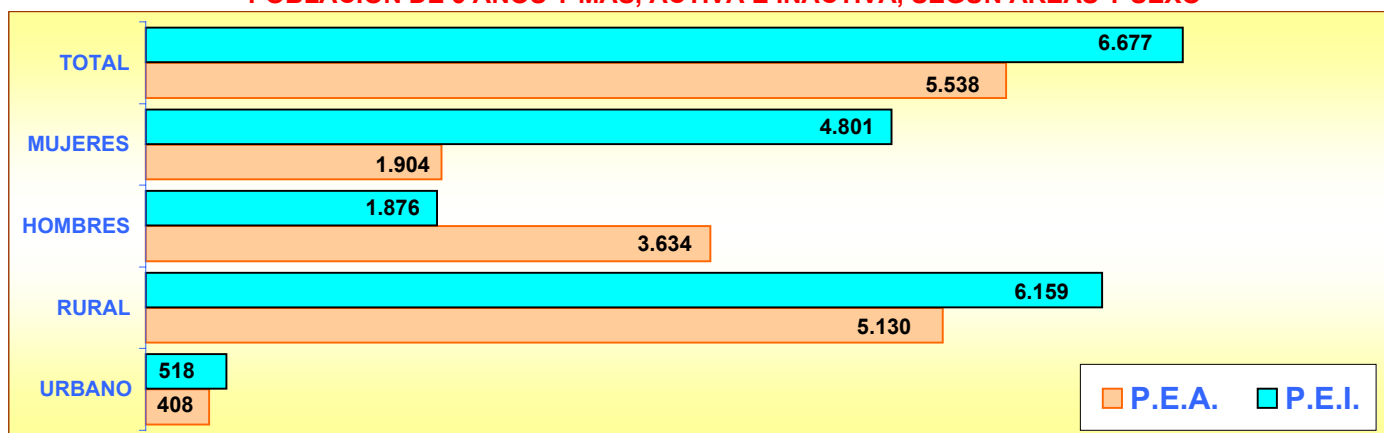 TOTAL
6.677
5.538
MUJERES
4.801
1.904
HOMBRES
1.876
3.634
RURAL
6.159
5.130
URBANO
518
408
P.E.A. P.E.I.